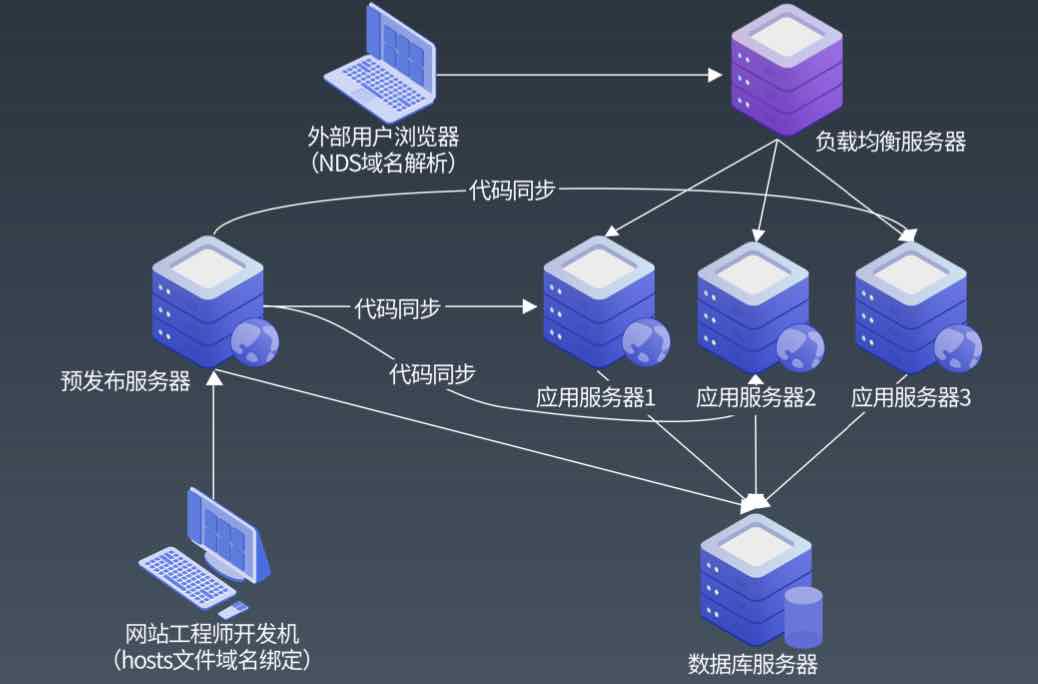 外部用户浏览器
（NDS域名解析）
负载均衡服务器
代码同步
代码同步
代码同步
预发布服务器
应用服务器1
应用服务器2
应用服务器3
网站工程师开发机
（hosts文件域名绑定）
数据库服务器